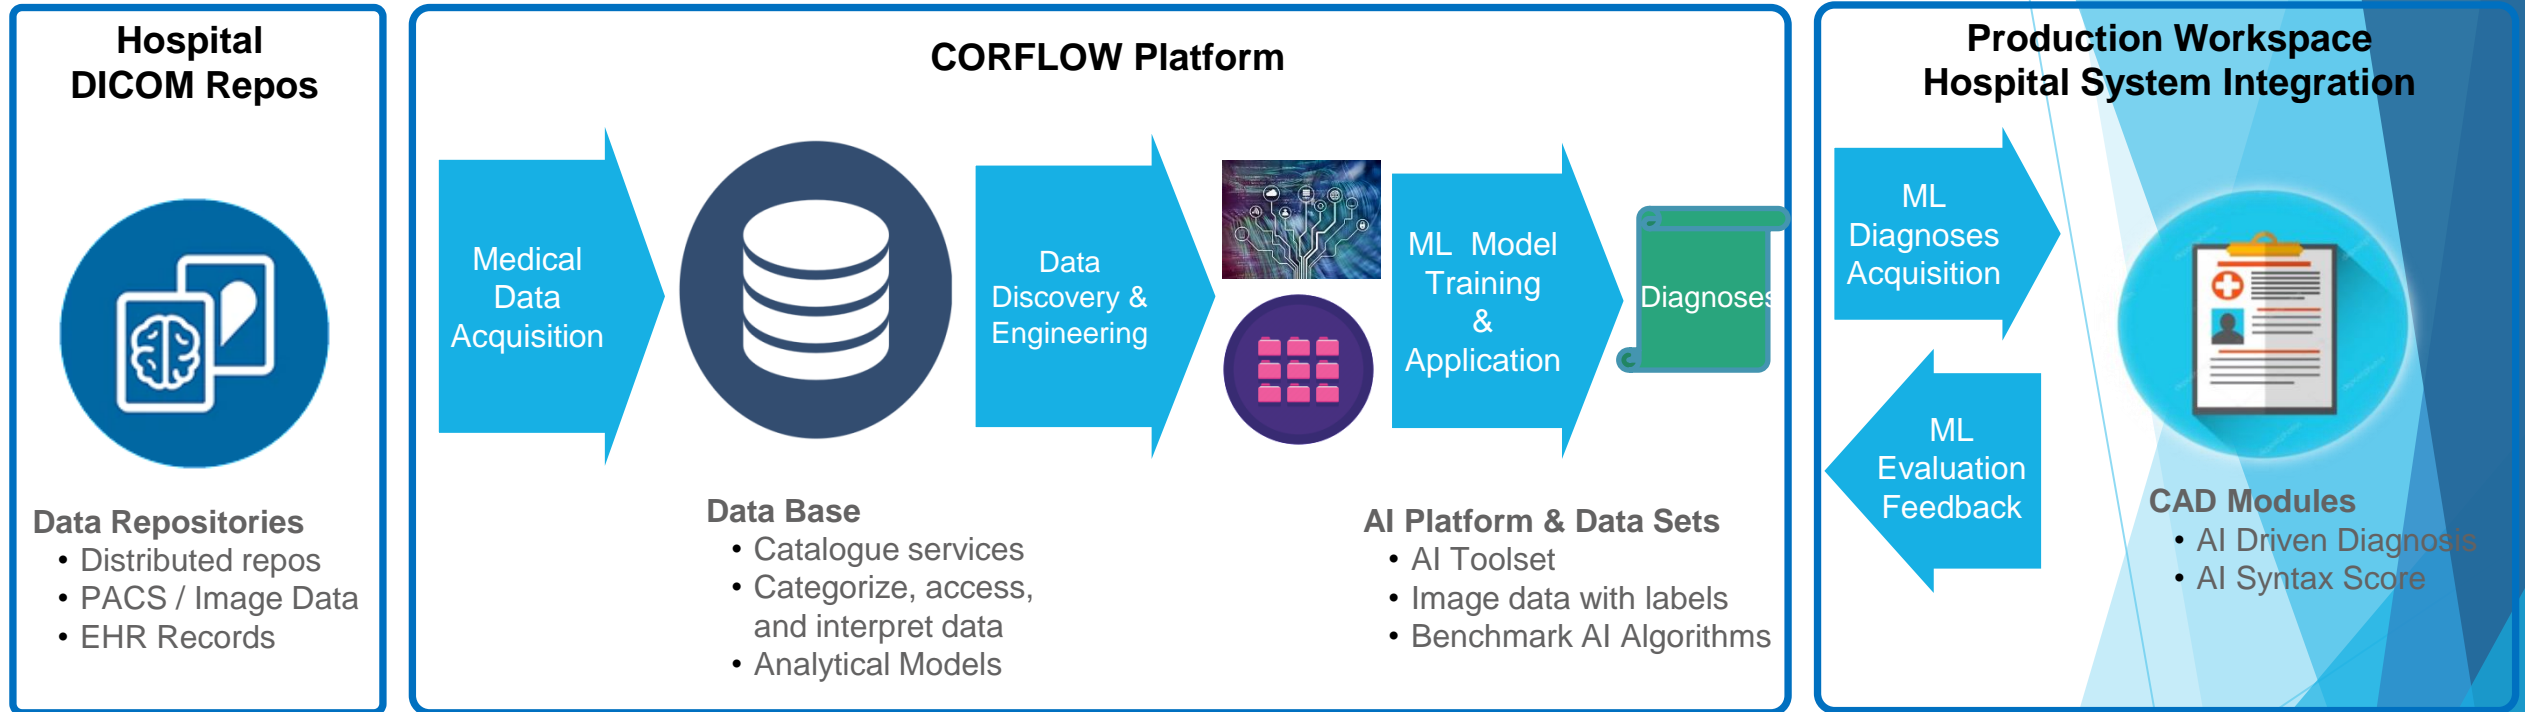 Hospital
DICOM Repos
Data Repositories
• Distributed repos
• PACS / Image Data
• EHR Records
CORFLOW Platform
Medical
Data
Acquisition
Data Base
• Catalogue services
• Categorize, access,
and interpret data
• Analytical Models
Data
Discovery &
Engineering
ML Model
Training
&
Application
Diagnoses
AI Platform & Data Sets
• AI Toolset
• Image data with labels
• Benchmark AI Algorithms
Production Workspace
Hospital System Integration
ML
Diagnoses
Acquisition
ML
Evaluation
Feedback
CAD Modules
• AI Driven Diagnosis
• AI Syntax Score